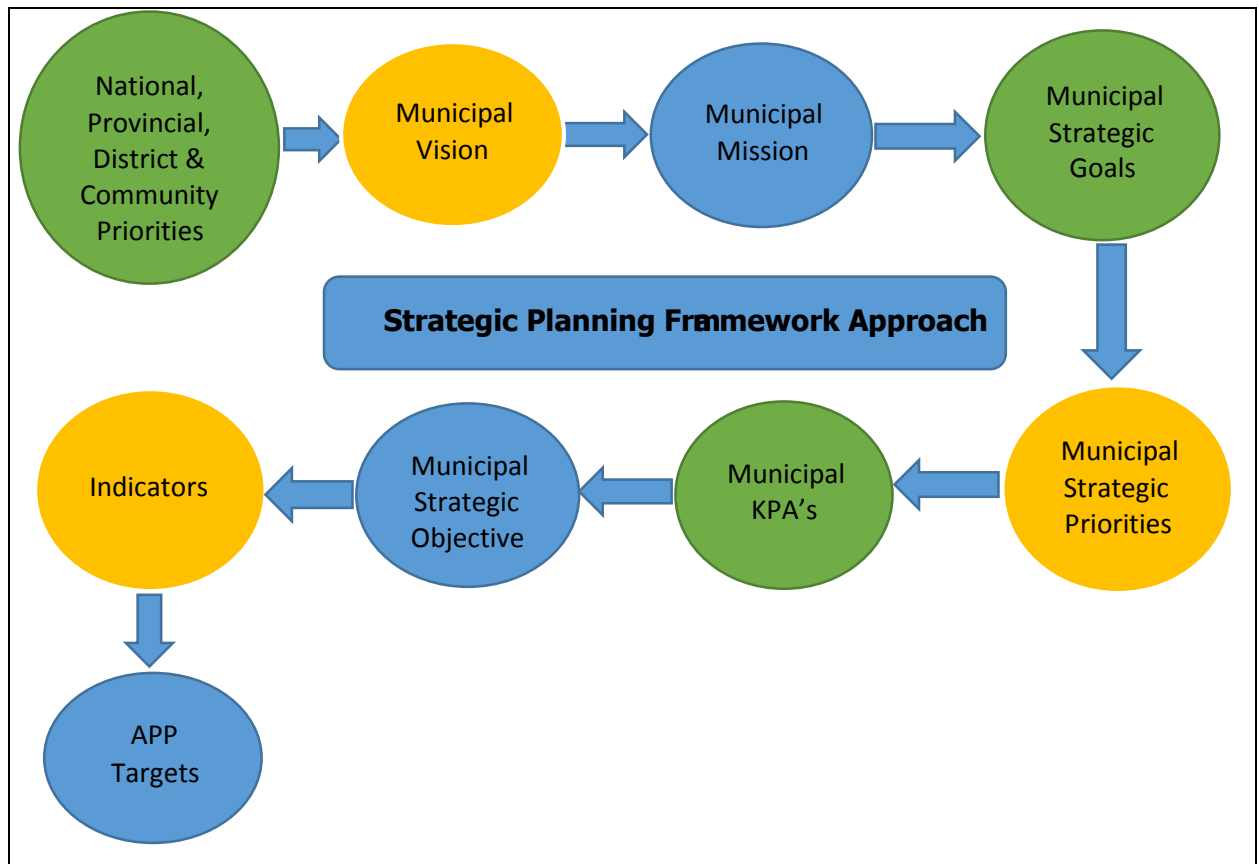 National,
Provincial,
District &
Community
Priorities
Municipal
Vision
Municipal
Mission
Municipal
Strategic
Goals
Strategic Planning Frmmework Approach
Indicators
Municipal
Strategic
Objective
Municipal
KPA’s
Municipal
Strategic
Priorities
APP
Targets